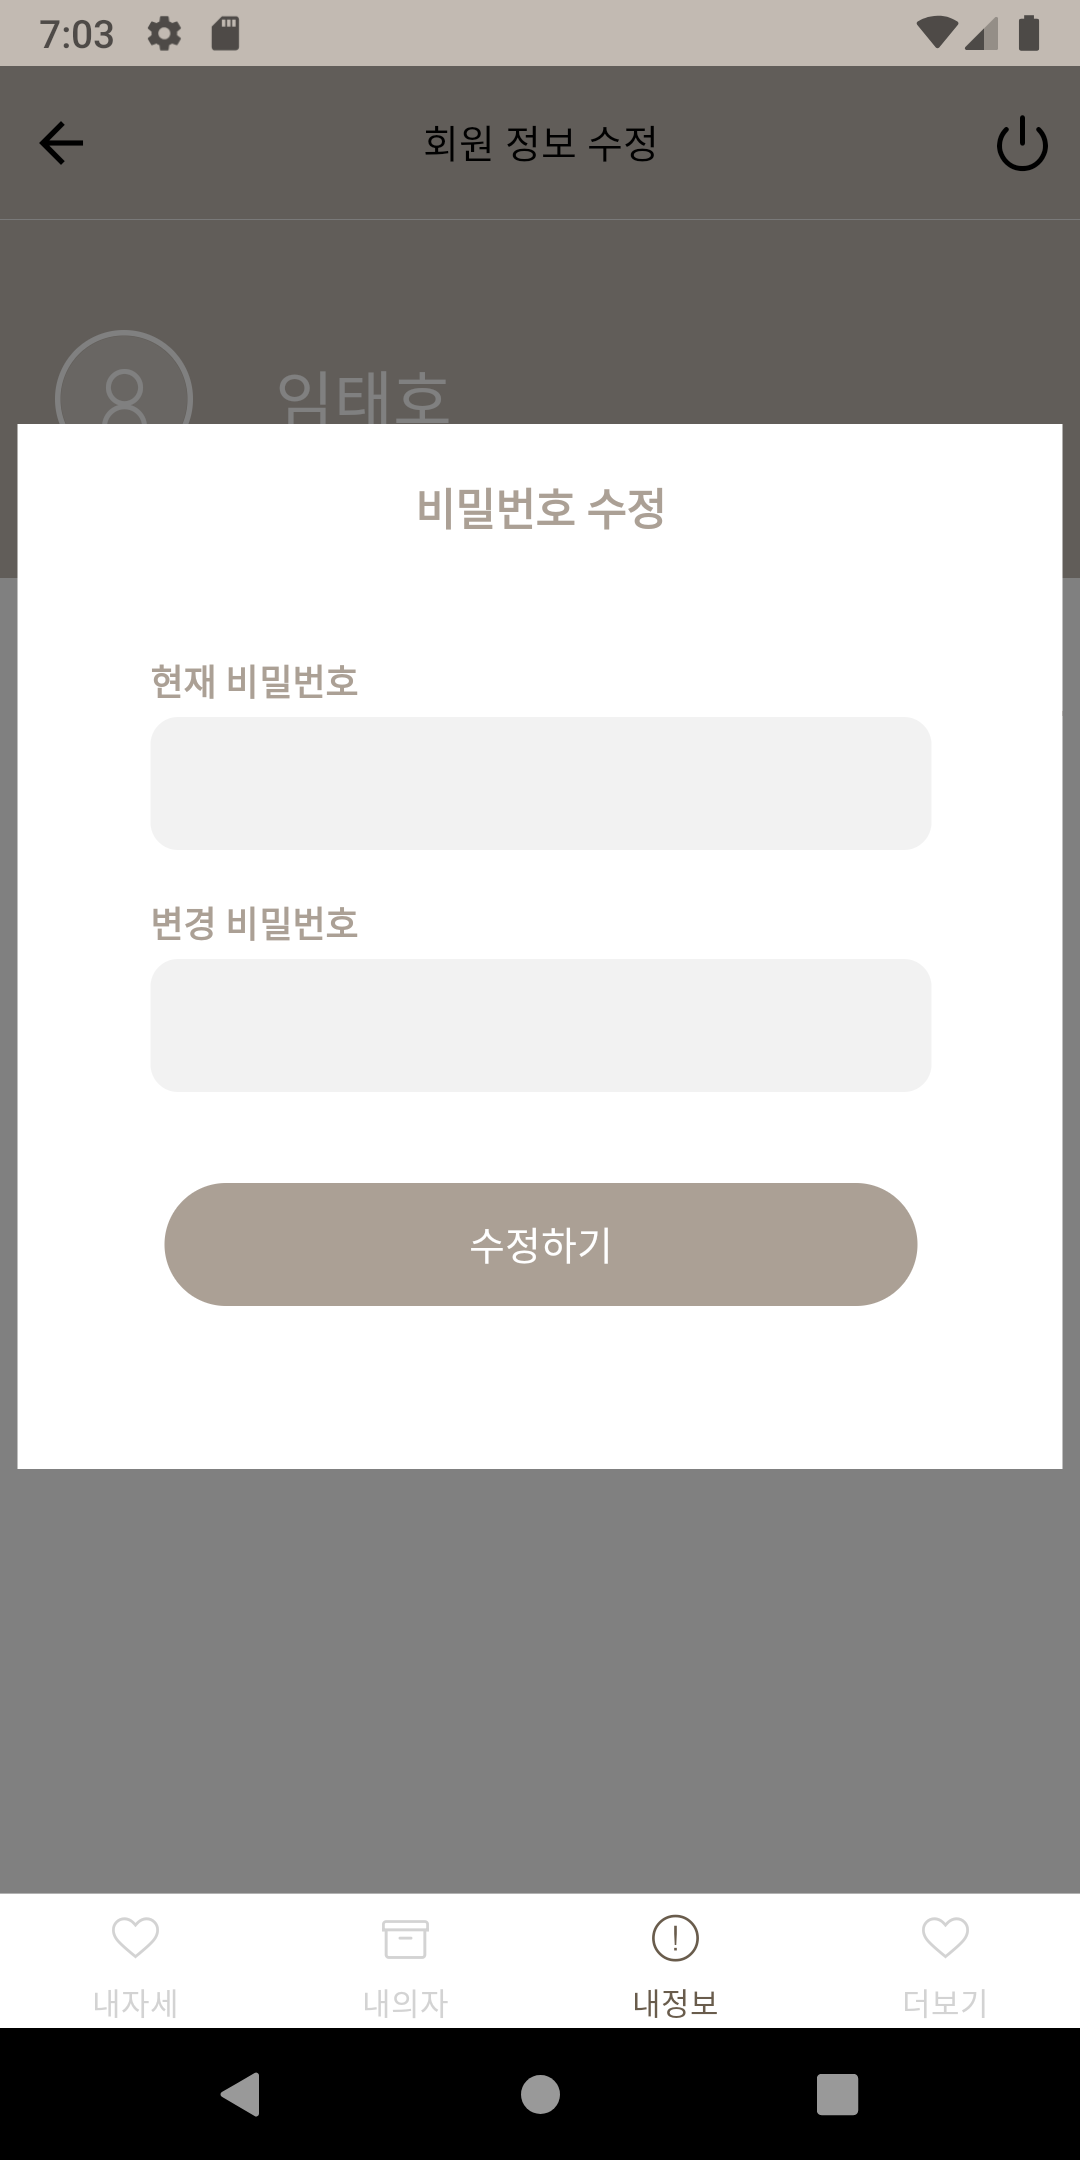 7:03
회원 정보 수정
임태호
비밀번호 수정
현재 비밀번호
변경 비밀번호
수정하기
내자세
내의자
내정보
더보기